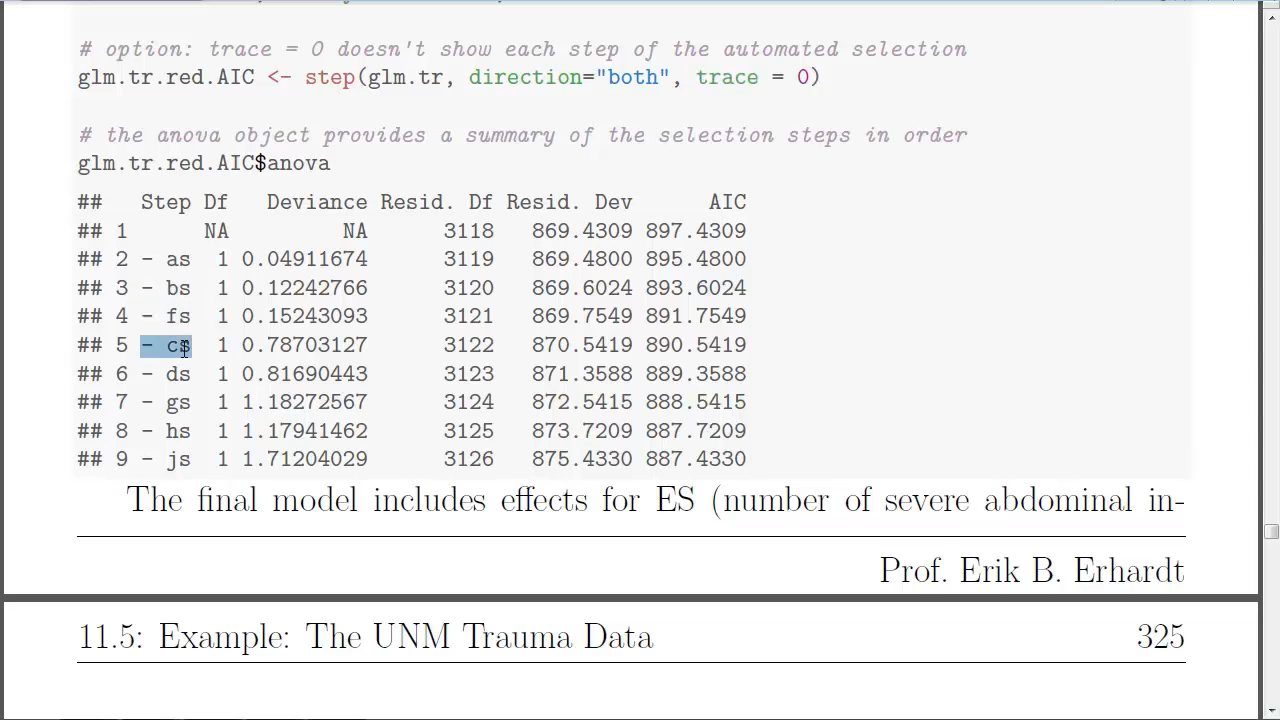 # option: trace = 0 doesn't show each step of the automated selection
glm.tr.red.AIC <- step(glm.tr, direction="both", trace = 0)
# the anova object provides a summary of the selection steps in order
glm.tr.red.AIC$anova
## Step Df Deviance Resid. Df Resid. Dev AIC
## 1 NA NA 3118 869.4309 897.4309
## 2 - as 1 0.04911674 3119 869.4800 895.4800
## 3 - bs 1 0.12242766 3120 869.6024 893.6024
## 4 - fs 1 0.15243093 3121 869.7549 891.7549
## 5 - cs 1 0.78703127 3122 870.5419 890.5419
## 6 - ds 1 0.81690443 3123 871.3588 889.3588
## 7 - gs 1 1.18272567 3124 872.5415 888.5415
## 8 - hs 1 1.17941462 3125 873.7209 887.7209
## 9 - js 1 1.71204029 3126 875.4330 887.4330
The final model includes effects for ES (number of severe abdominal in-
Prof. Erik B. Erhardt
11.5: Example: The UNM Trauma Data 325